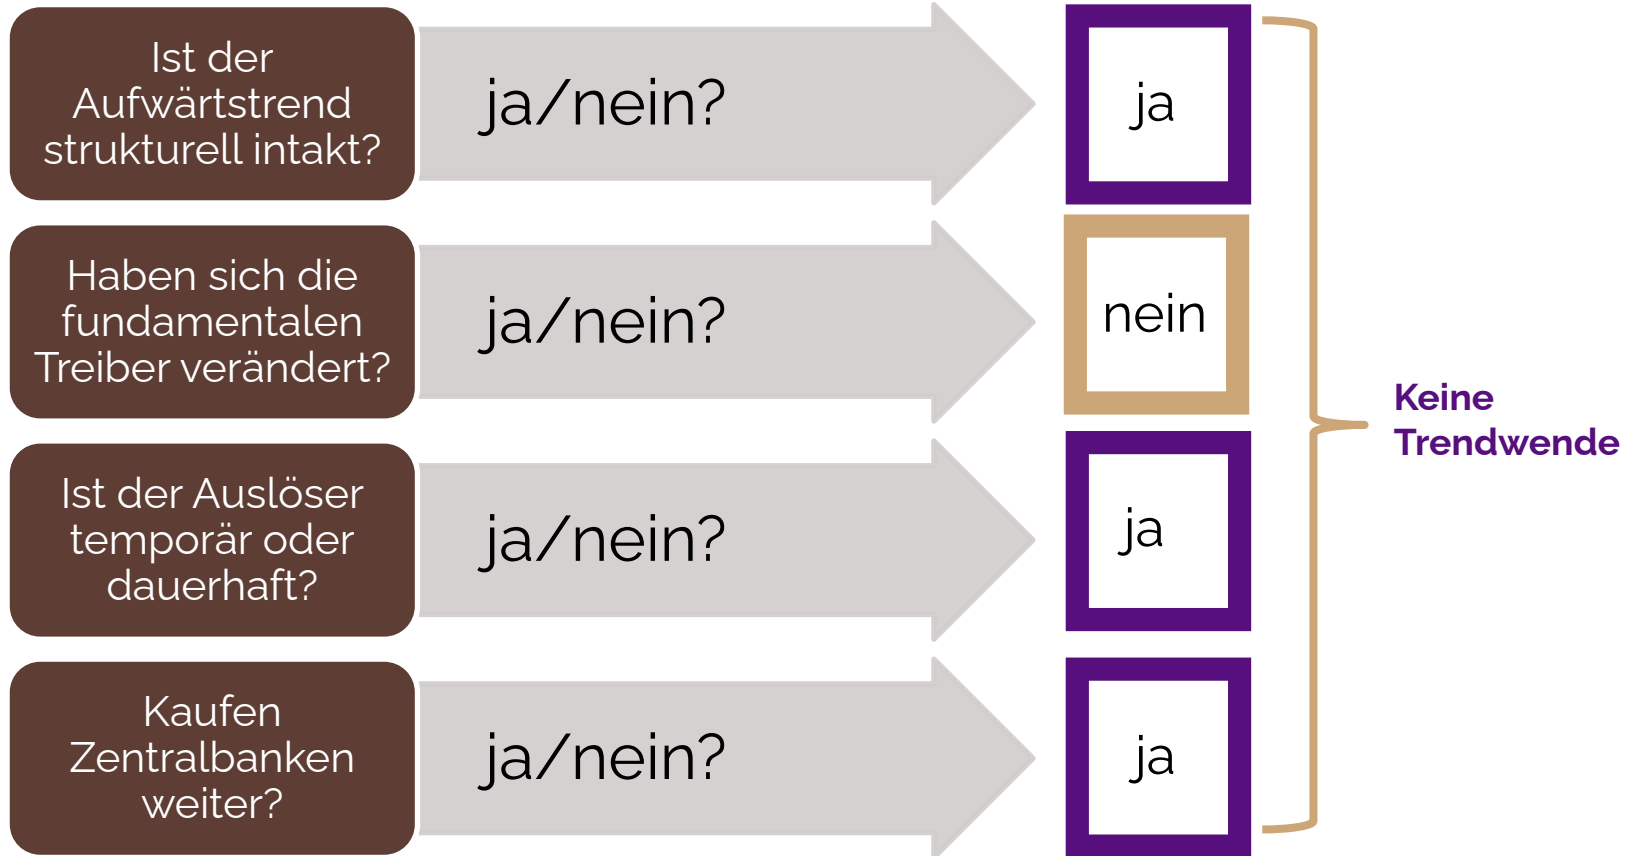 Ist der
Aufwärtstrend
strukturell intakt?
ja/nein?
ja
Haben sich die
fundamentalen
Treiber verändert?
ja/nein?
nein
Ist der Auslöser
temporär oder
dauerhaft?
ja/nein?
ja
Kaufen
Zentralbanken
weiter?
ja/nein?
ja
Keine
Trendwende